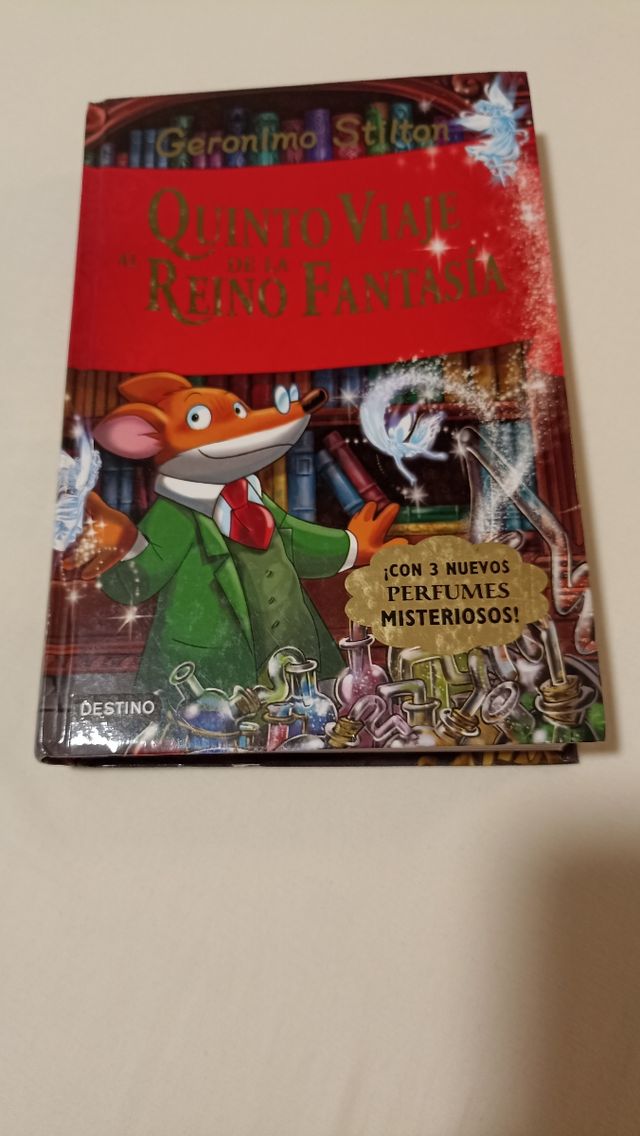 Geronimo Stilton
QUINTO VIAJE
AL DE LA
REINO FANTASÍA
¡CON 3 NUEVOS
PERFUMES
MISTERIOSOS!
DESTINO